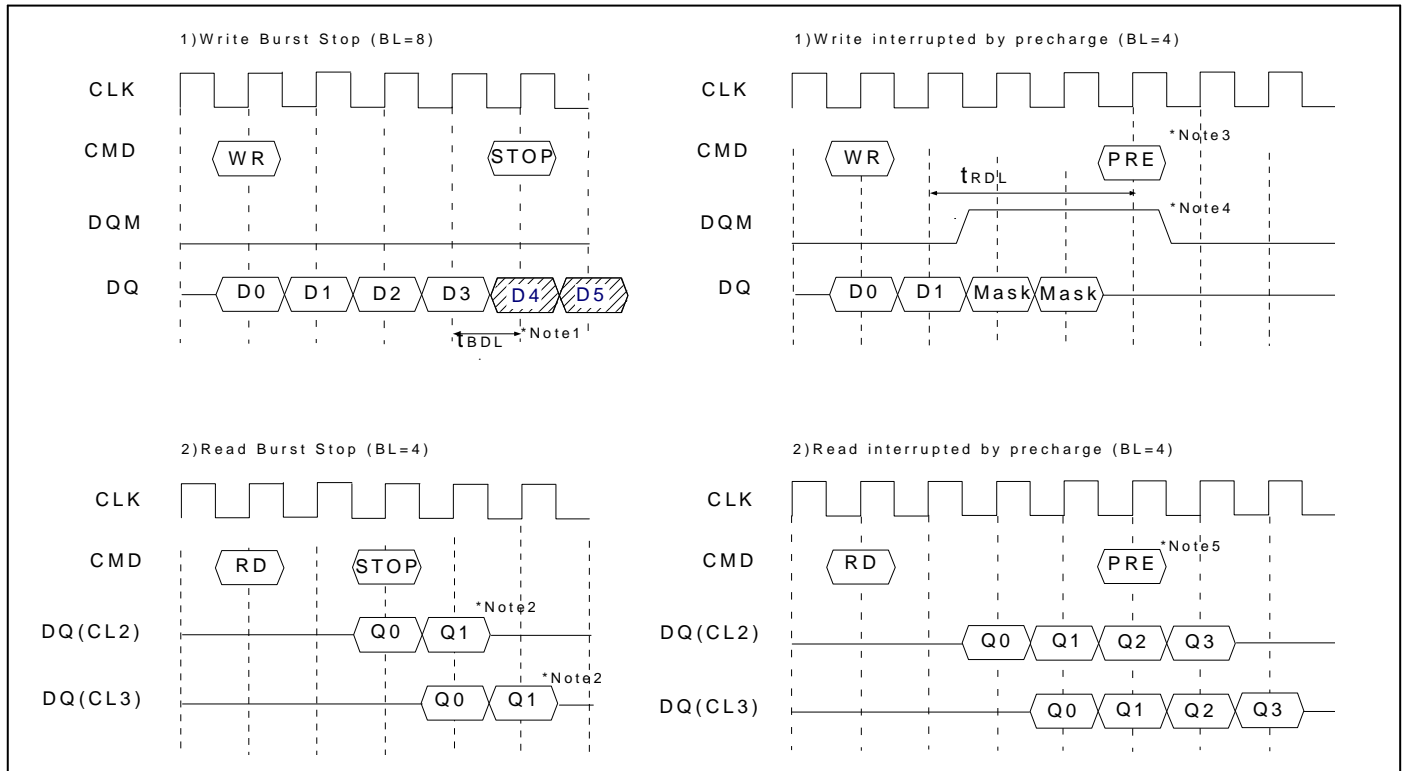 1)Write Burst Stop (BL=8)
CLK
CMD WR STOP
DQM
DQ D0 D1 D2 D3 D4 D5
tBDL *Note1
1)Write interrupted by precharge (BL=4)
CLK
CMD WR PRE *Note3
tRDL
DQM *Note4
DQ D0 D1 Mask Mask
2)Read Burst Stop (BL=4)
CLK
CMD RD STOP
DQ(CL2) Q0 Q1 *Note2
DQ(CL3) Q0 Q1 *Note2
2)Read interrupted by precharge (BL=4)
CLK
CMD RD PRE *Note5
DQ(CL2) Q0 Q1 Q2 Q3
DQ(CL3) Q0 Q1 Q2 Q3